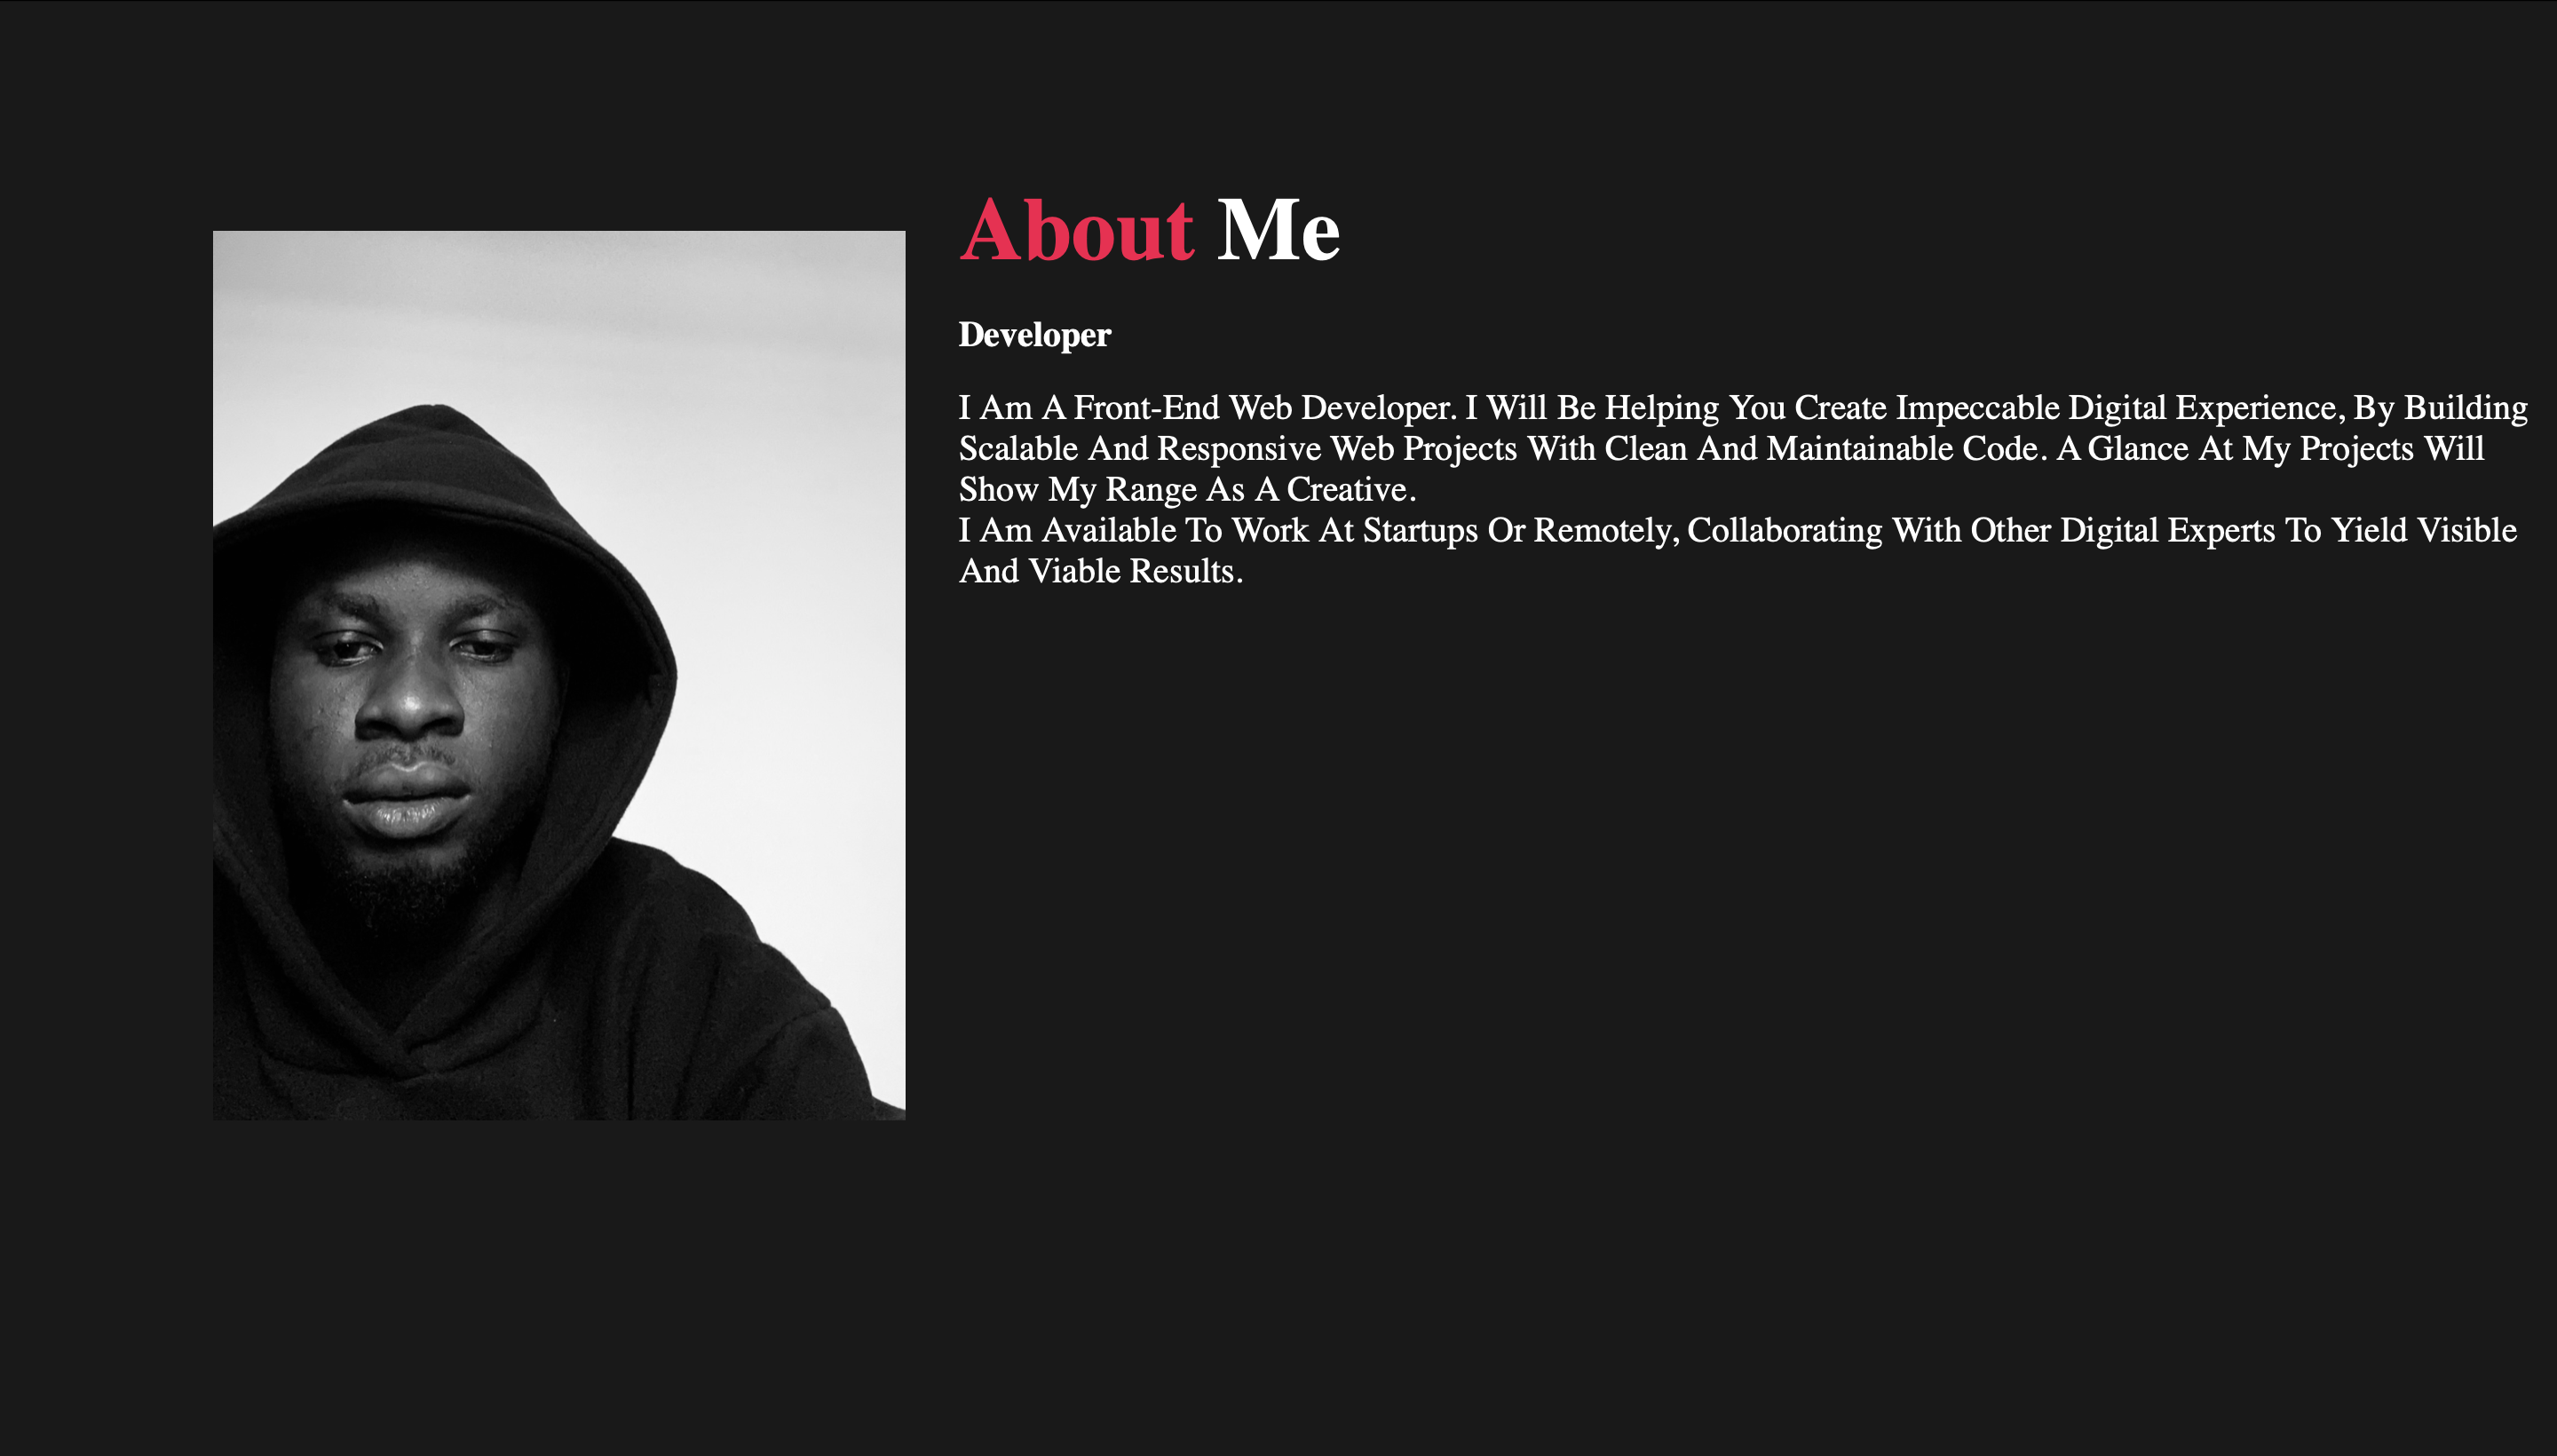 About Me
Developer
I Am A Front-End Web Developer. I Will Be Helping You Create Impeccable Digital Experience, By Building
Scalable And Responsive Web Projects With Clean And Maintainable Code. A Glance At My Projects Will
Show My Range As A Creative.
I Am Available To Work At Startups Or Remotely, Collaborating With Other Digital Experts To Yield Visible
And Viable Results.